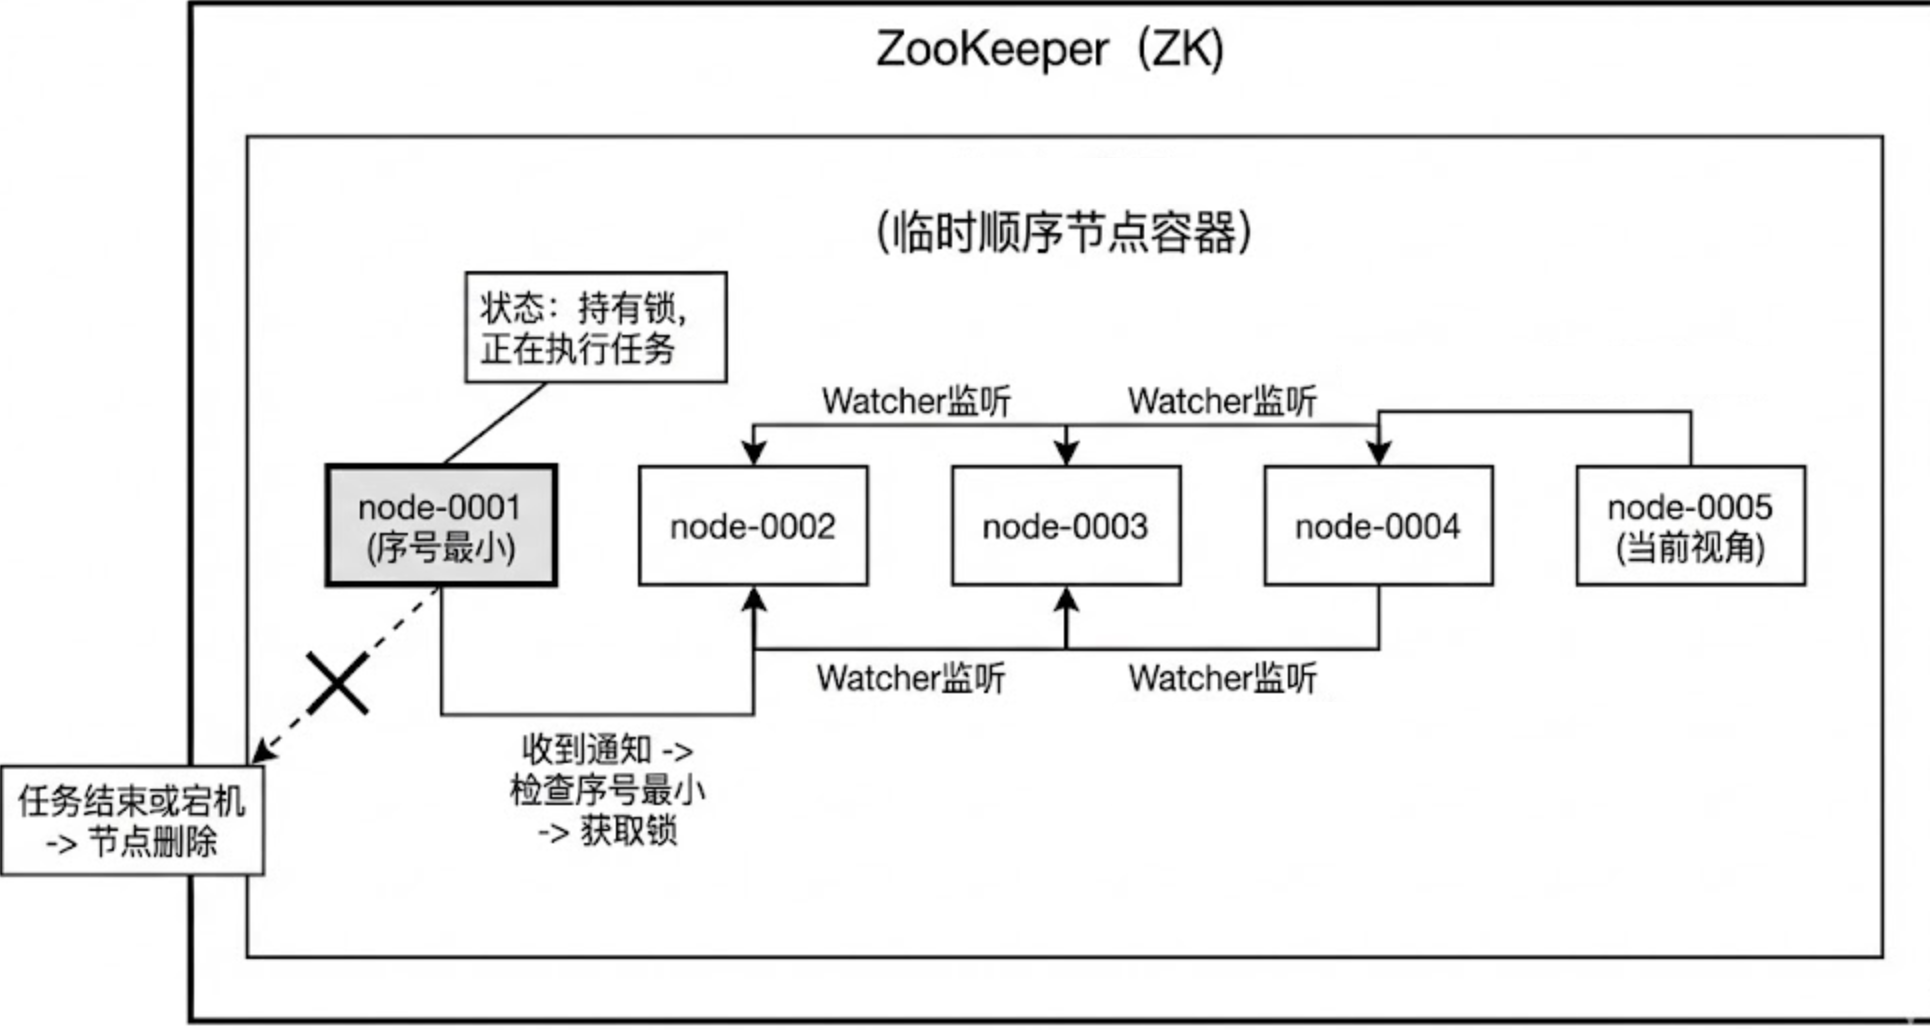 ZooKeeper（ZK）
(临时顺序节点容器)
状态：持有锁，
正在执行任务
Watcher监听
Watcher监听
node-0001
(序号最小)
node-0002
node-0003
node-0004
node-0005
(当前视角)
Watcher监听
Watcher监听
收到通知 ->
检查序号最小
-> 获取锁
任务结束或宕机
-> 节点删除